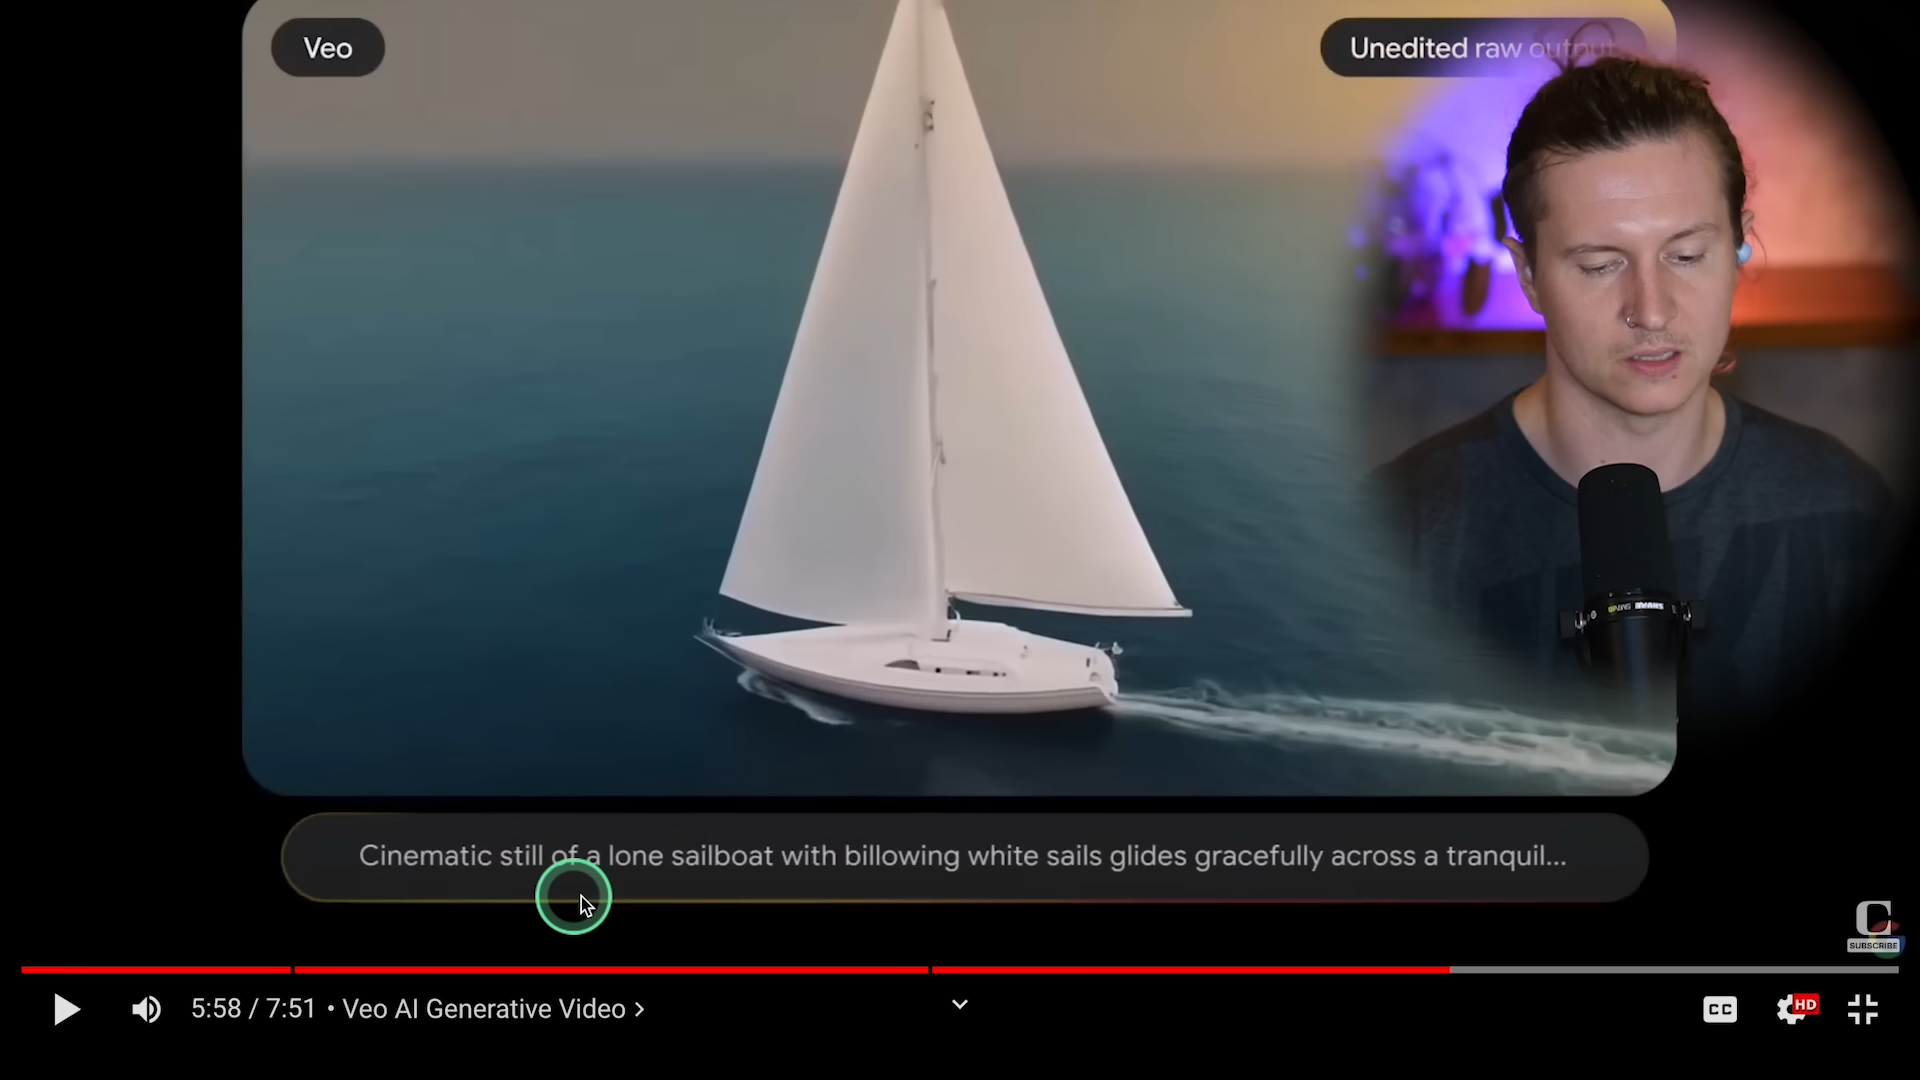 Veo
Unedited raw output
Cinematic still of a lone sailboat with billowing white sails glides gracefully across a tranquil...
SUBSCRIBE
5:58 / 7:51 • Veo AI Generative Video >
CC
HD